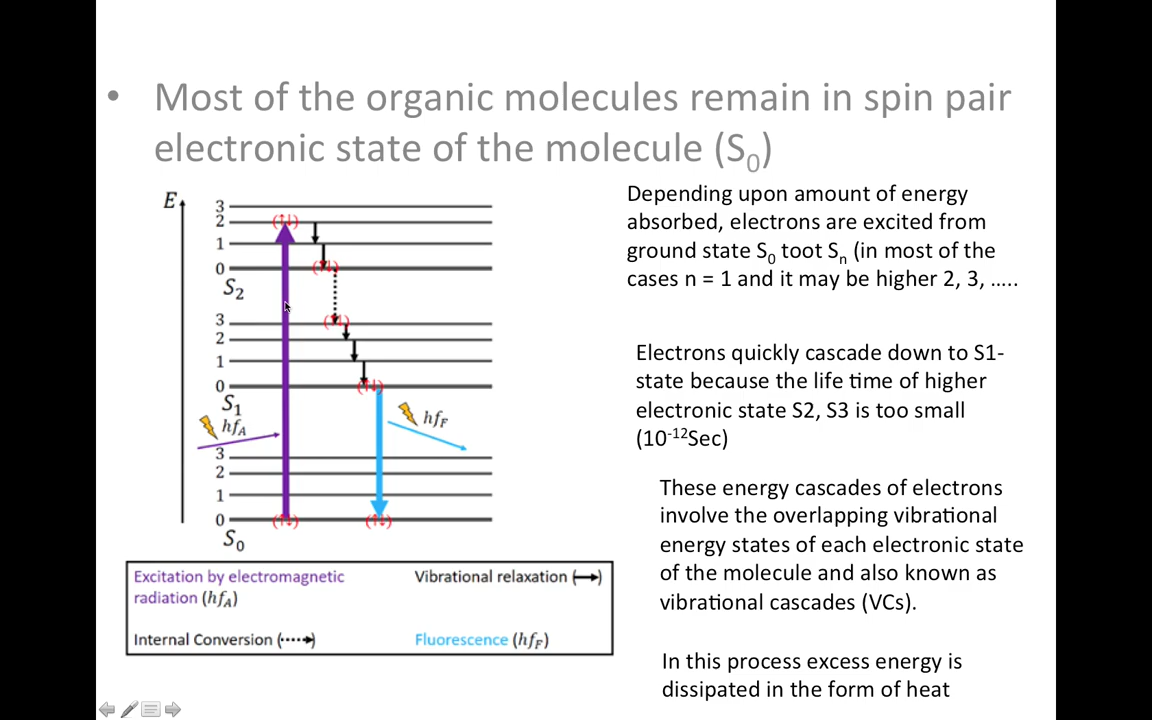 • Most of the organic molecules remain in spin pair
electronic state of the molecule (S₀)
E
3
2
1
0
S₂
3
2
1
0
S₁
hf_A
hf_F
3
2
1
0
S₀
(↑↓)
(↑↓)
(↑↓)
(↑↓)
(↑↓)
(↑↓)
Excitation by electromagnetic
radiation (hf_A)
Vibrational relaxation (→)
Internal Conversion (····➔)
Fluorescence (hf_F)
Depending upon amount of energy
absorbed, electrons are excited from
ground state S₀ toot Sₙ (in most of the
cases n = 1 and it may be higher 2, 3, …..
Electrons quickly cascade down to S1-
state because the life time of higher
electronic state S2, S3 is too small
(10⁻¹²Sec)
These energy cascades of electrons
involve the overlapping vibrational
energy states of each electronic state
of the molecule and also known as
vibrational cascades (VCs).
In this process excess energy is
dissipated in the form of heat